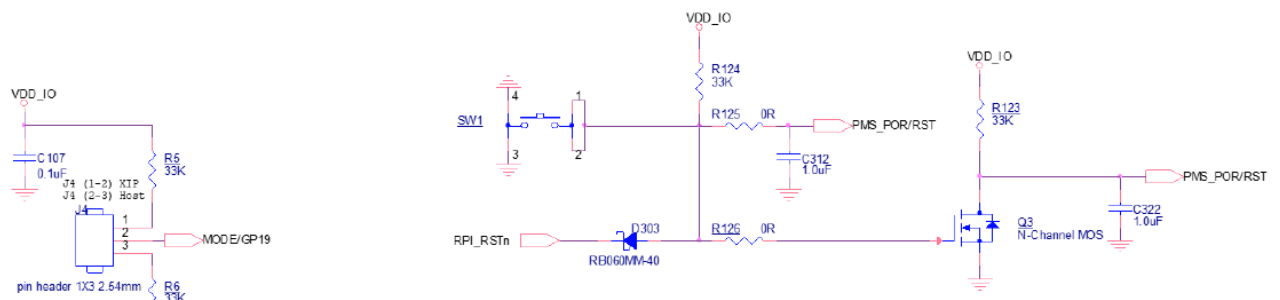 VDD_IO
C107
0.1uF
R5
33K
J4 (1-2) XIP
J4 (2-3) Host
J4
1
2
3
MODE/GP19
pin header 1X3 2.54mm
R6
33K
VDD_IO
R124
33K
SW1
4
3
1
2
R125
0R
PMS_POR/RST
C312
1.0uF
RPI_RSTn
D303
RB060MM-40
R126
0R
VDD_IO
R123
33K
PMS_POR/RST
C322
1.0uF
Q3
N-Channel MOS